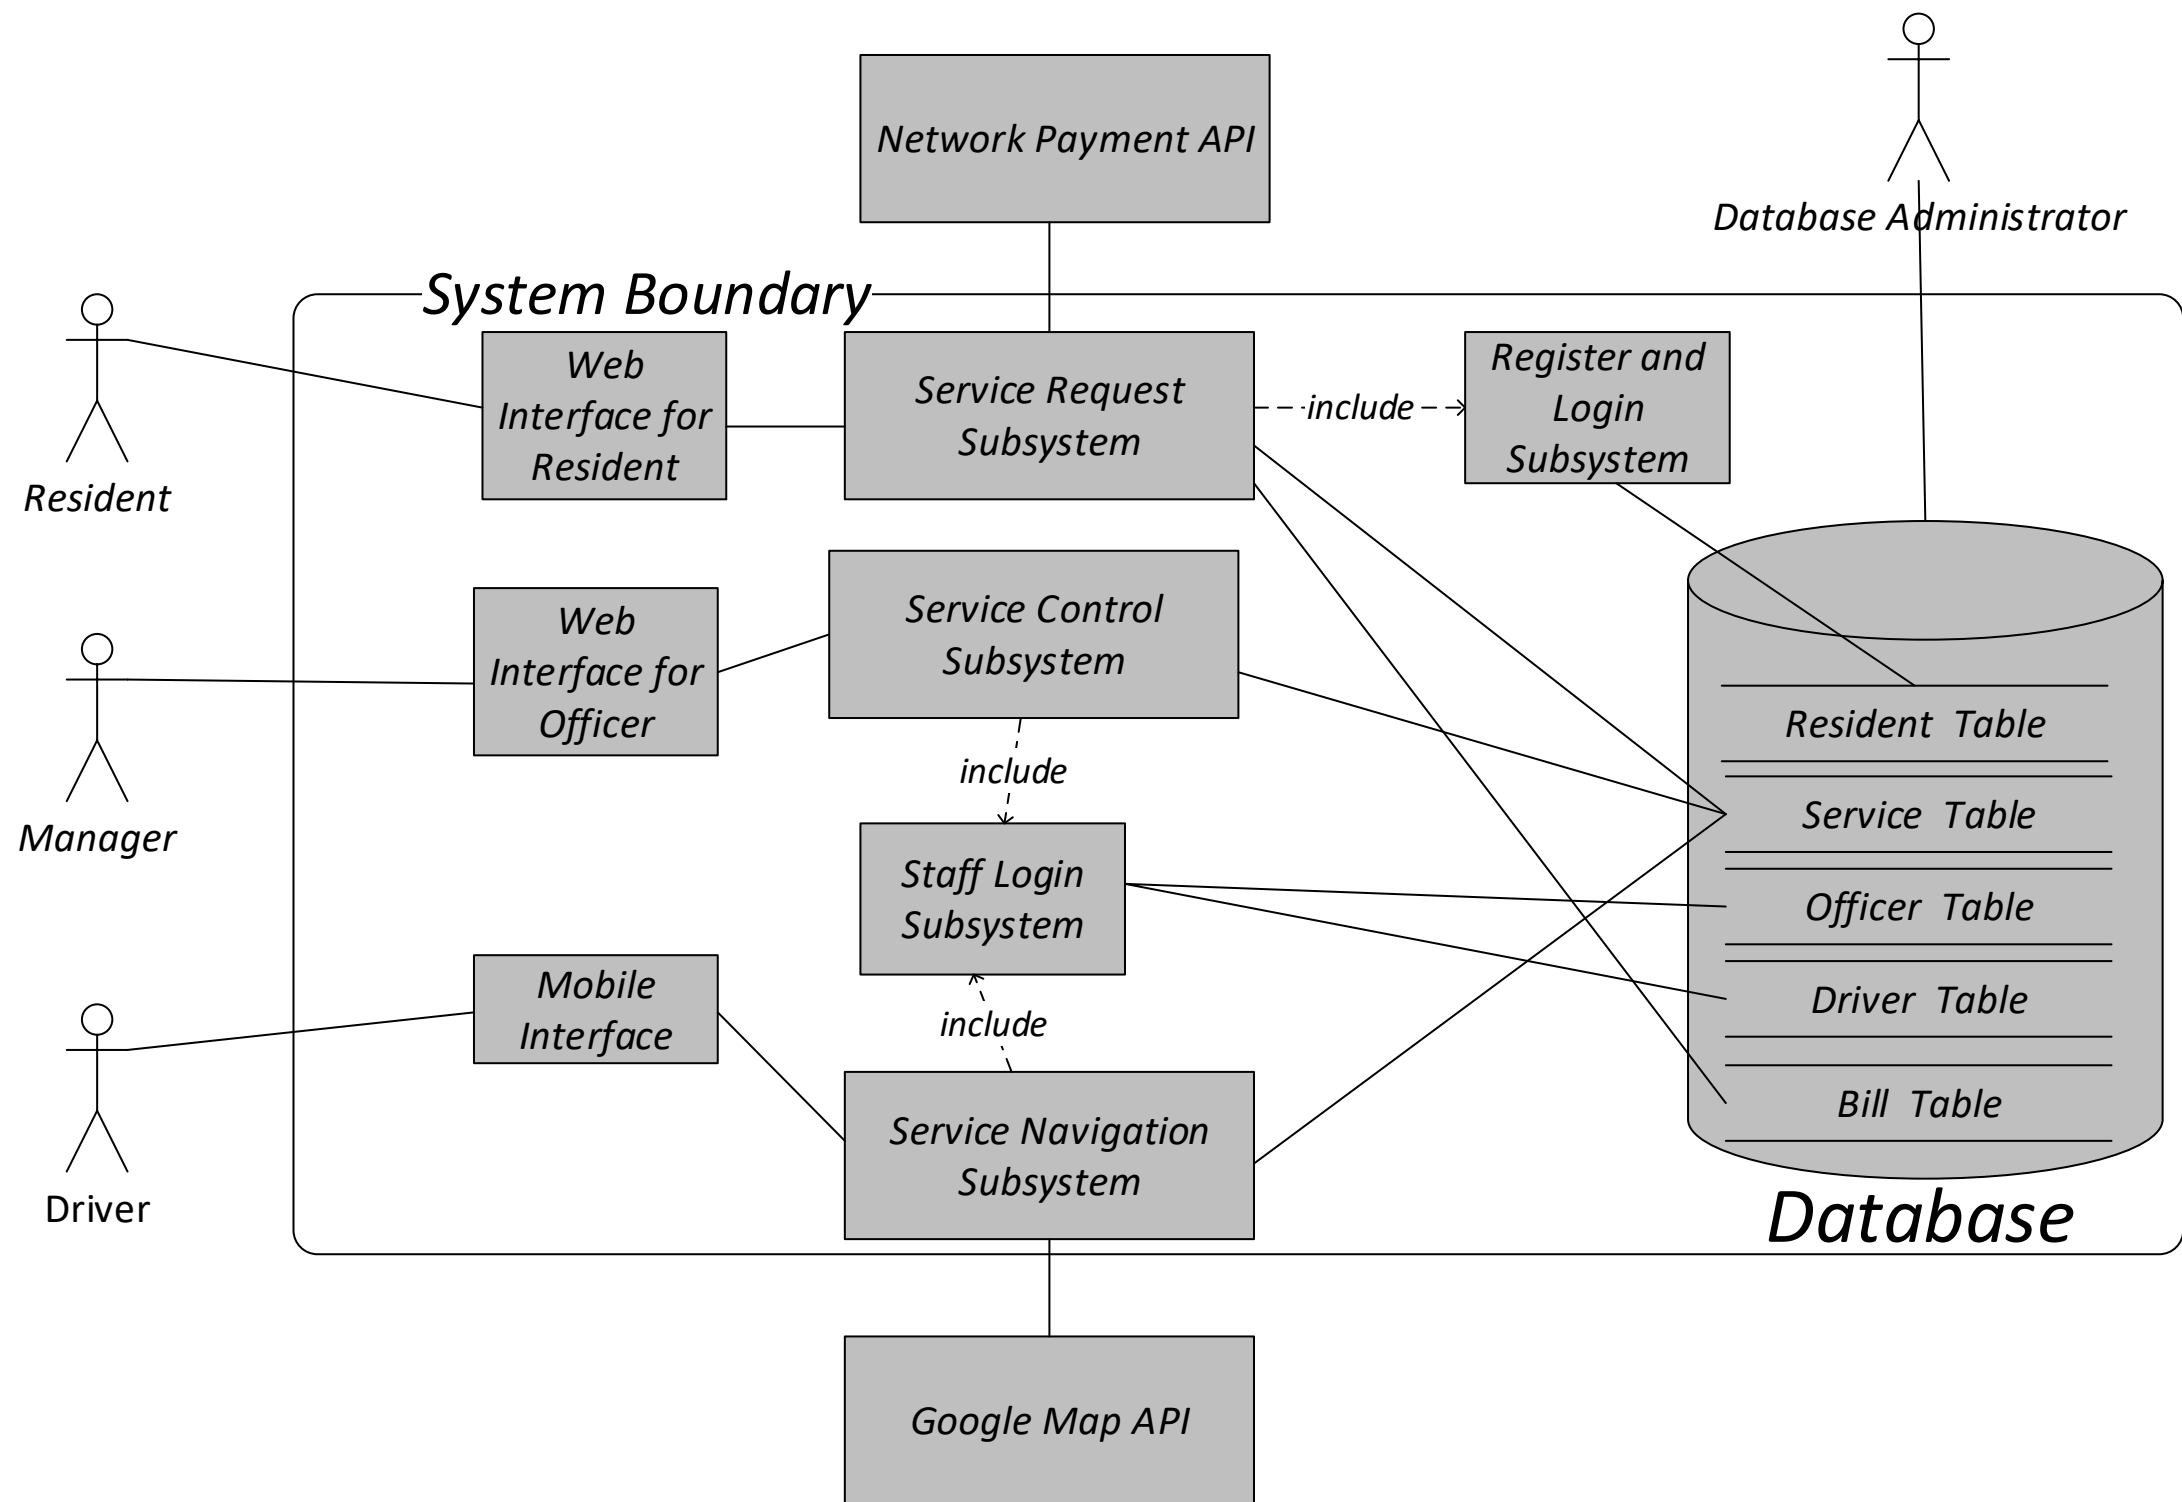 Network Payment API
Database Administrator
System Boundary
Resident
Web
Interface for
Resident
Service Request
Subsystem
include
Register and
Login
Subsystem
Manager
Web
Interface for
Officer
Service Control
Subsystem
include
Staff Login
Subsystem
include
Driver
Mobile
Interface
Service Navigation
Subsystem
Resident Table
Service Table
Officer Table
Driver Table
Bill Table
Database
Google Map API